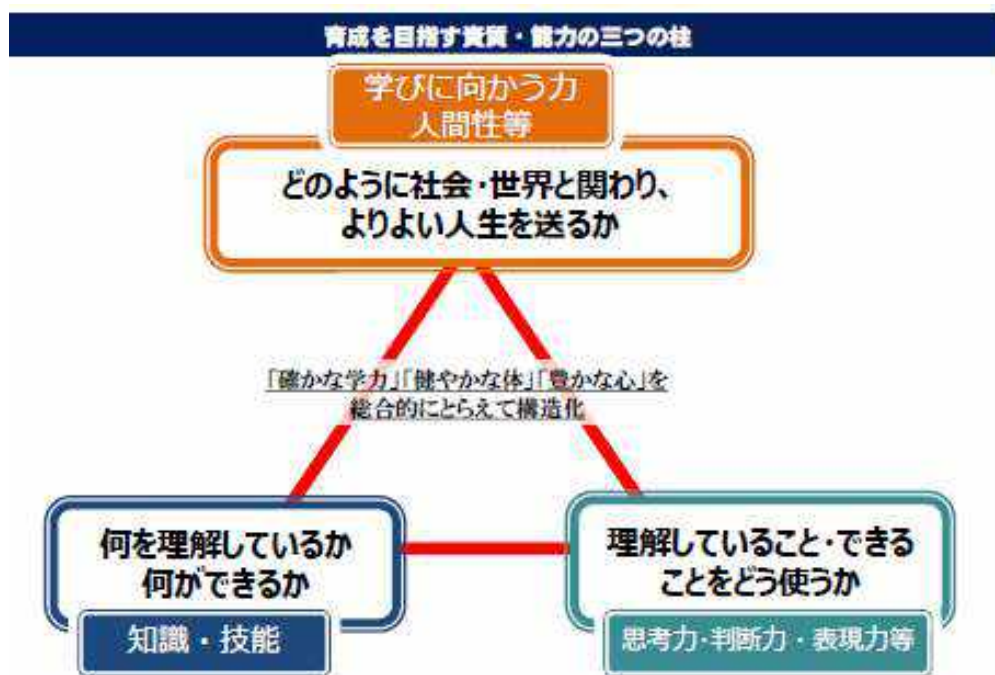 育成を目指す資質・能力の三つの柱
学びに向かう力
人間性等
どのように社会・世界と関わり、
よりよい人生を送るか
「確かな学力」「健やかな体」「豊かな心」を
総合的にとらえて構造化
何を理解しているか
何ができるか
知識・技能
理解していること・できる
ことをどう使うか
思考力・判断力・表現力等